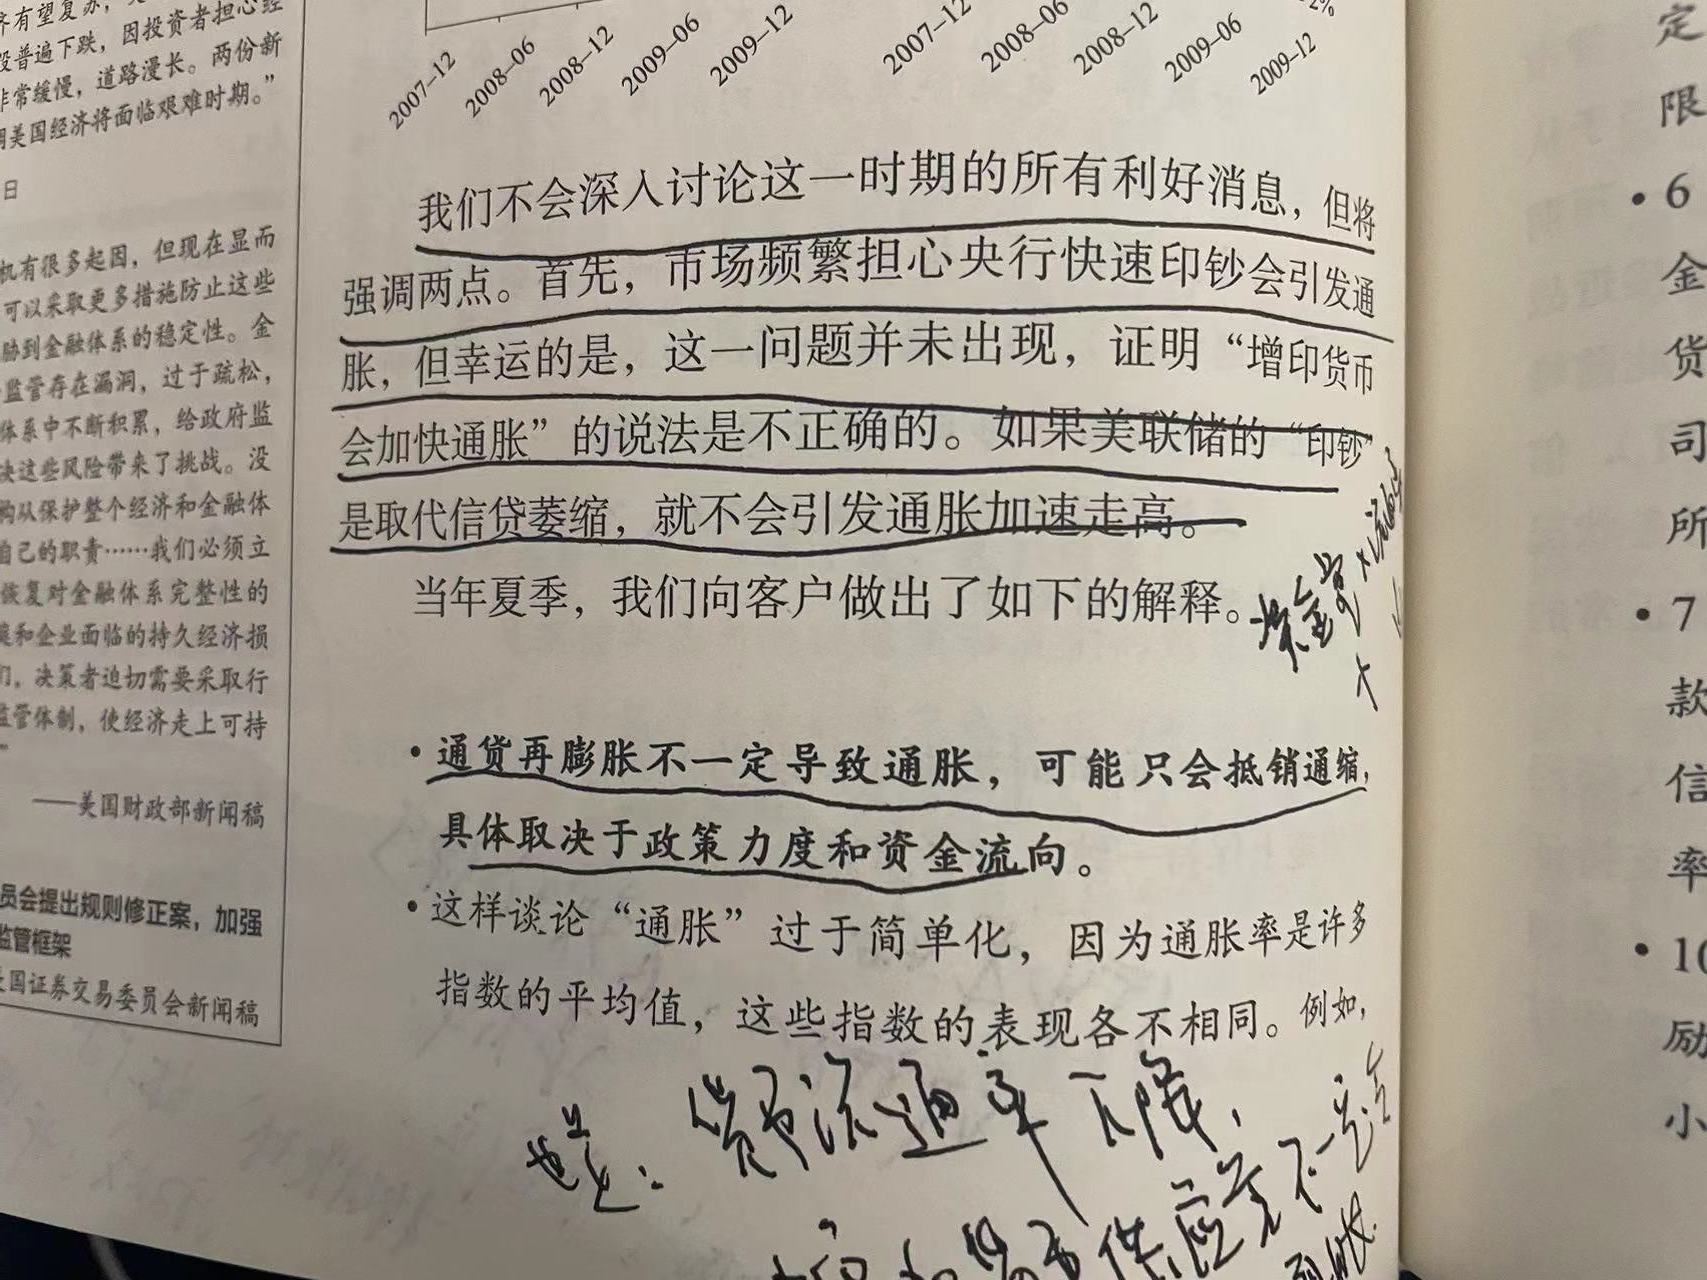 齐有望复苏，
股普遍下跌，因投资者担心经
非常缓慢，道路漫长。两份新
明美国经济将面临艰难时期。”
日
机有很多起因，但现在显而
可以采取更多措施防止这些
胁到金融体系的稳定性。金
监管存在漏洞，过于疏松，
体系中不断积累，给政府监
决这些风险带来了挑战。没
构从保护整个经济和金融体
自己的职责……我们必须立
恢复对金融体系完整性的
庭和企业面临的持久经济损
们，决策者迫切需要采取行
监管体制，使经济走上可持
”
——美国财政部新闻稿
员会提出规则修正案，加强
监管框架
美国证券交易委员会新闻稿
2%
2007–12
2008–06
2008–12
2009–06
2009–12
2007–12
2008–06
2008–12
2009–06
2009–12
我们不会深入讨论这一时期的所有利好消息，但将
强调两点。首先，市场频繁担心央行快速印钞会引发通
胀，但幸运的是，这一问题并未出现，证明“增印货币
会加快通胀”的说法是不正确的。如果美联储的“印钞”
是取代信贷萎缩，就不会引发通胀加速走高。
当年夏季，我们向客户做出了如下的解释。
• 通货再膨胀不一定导致通胀，可能只会抵销通缩，
具体取决于政策力度和资金流向。
• 这样谈论“通胀”过于简单化，因为通胀率是许多
指数的平均值，这些指数的表现各不相同。例如，
货币流通率下降，
货币供应量不一定会
定
限
• 6
金
货
司
所
• 7
款
信
率
• 10
励
小